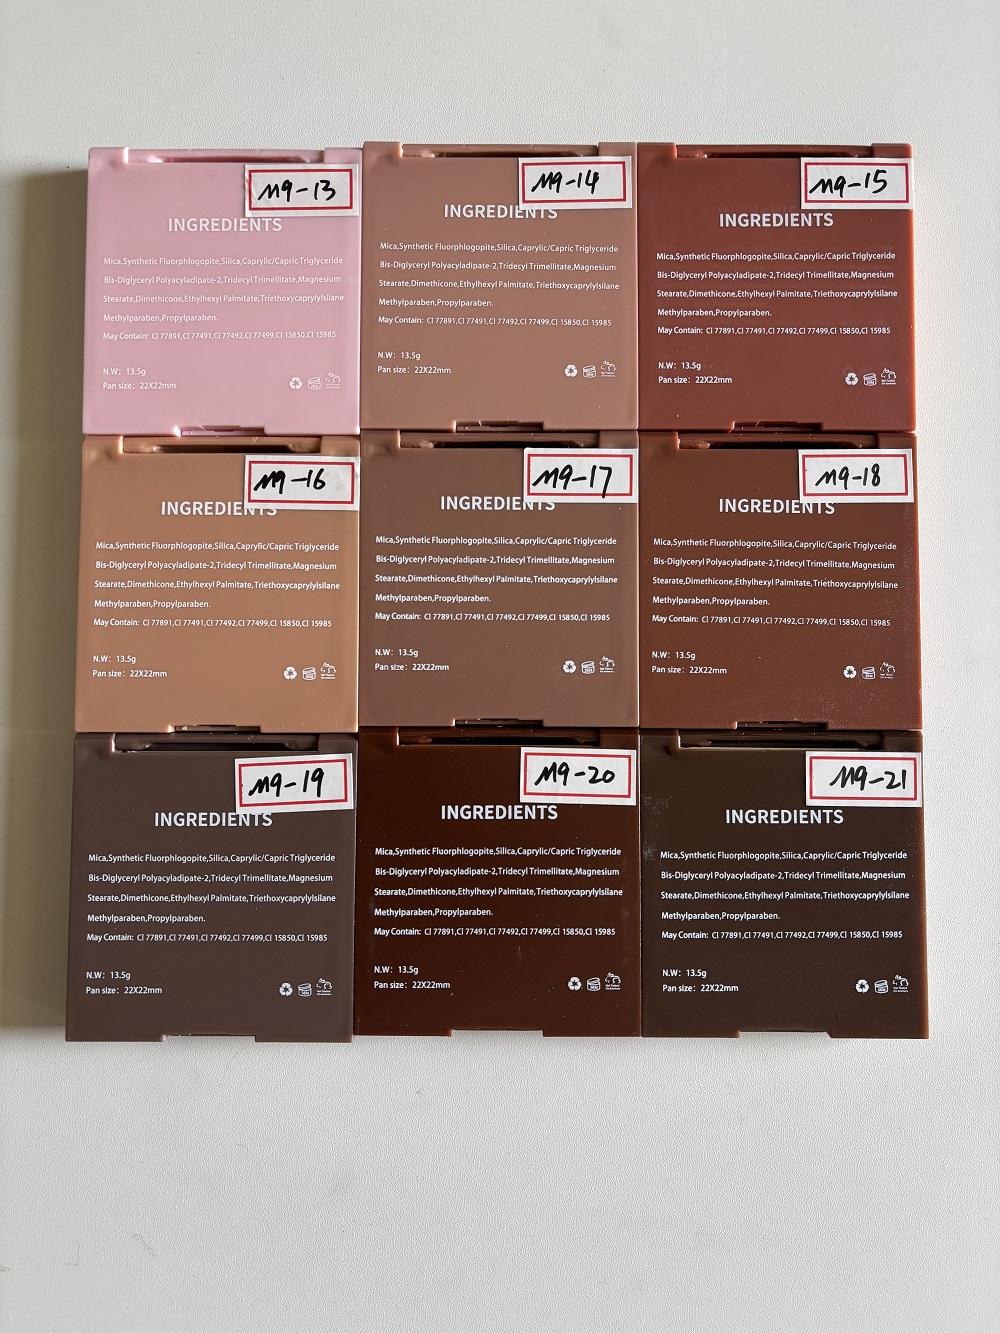 M9-13
INGREDIENTS
Mica,Synthetic Fluorphlogopite,Silica,Caprylic/Capric Triglyceride
Bis-Diglyceryl Polyacyladipate-2,Tridecyl Trimellitate,Magnesium
Stearate,Dimethicone,Ethylhexyl Palmitate,Triethoxycaprylylsilane
Methylparaben,Propylparaben.
May Contain: CI 77891,CI 77491,CI 77492,CI 77499,CI 15850,CI 15985
N.W: 13.5g
Pan size: 22X22mm
M9-14
INGREDIENTS
Mica,Synthetic Fluorphlogopite,Silica,Caprylic/Capric Triglyceride
Bis-Diglyceryl Polyacyladipate-2,Tridecyl Trimellitate,Magnesium
Stearate,Dimethicone,Ethylhexyl Palmitate,Triethoxycaprylylsilane
Methylparaben,Propylparaben.
May Contain: CI 77891,CI 77491,CI 77492,CI 77499,CI 15850,CI 15985
N.W: 13.5g
Pan size: 22X22mm
M9-15
INGREDIENTS
Mica,Synthetic Fluorphlogopite,Silica,Caprylic/Capric Triglyceride
Bis-Diglyceryl Polyacyladipate-2,Tridecyl Trimellitate,Magnesium
Stearate,Dimethicone,Ethylhexyl Palmitate,Triethoxycaprylylsilane
Methylparaben,Propylparaben.
May Contain: CI 77891,CI 77491,CI 77492,CI 77499,CI 15850,CI 15985
N.W: 13.5g
Pan size: 22X22mm
M9-16
INGREDIENTS
Mica,Synthetic Fluorphlogopite,Silica,Caprylic/Capric Triglyceride
Bis-Diglyceryl Polyacyladipate-2,Tridecyl Trimellitate,Magnesium
Stearate,Dimethicone,Ethylhexyl Palmitate,Triethoxycaprylylsilane
Methylparaben,Propylparaben.
May Contain: CI 77891,CI 77491,CI 77492,CI 77499,CI 15850,CI 15985
N.W: 13.5g
Pan size: 22X22mm
M9-17
INGREDIENTS
Mica,Synthetic Fluorphlogopite,Silica,Caprylic/Capric Triglyceride
Bis-Diglyceryl Polyacyladipate-2,Tridecyl Trimellitate,Magnesium
Stearate,Dimethicone,Ethylhexyl Palmitate,Triethoxycaprylylsilane
Methylparaben,Propylparaben.
May Contain: CI 77891,CI 77491,CI 77492,CI 77499,CI 15850,CI 15985
N.W: 13.5g
Pan size: 22X22mm
M9-18
INGREDIENTS
Mica,Synthetic Fluorphlogopite,Silica,Caprylic/Capric Triglyceride
Bis-Diglyceryl Polyacyladipate-2,Tridecyl Trimellitate,Magnesium
Stearate,Dimethicone,Ethylhexyl Palmitate,Triethoxycaprylylsilane
Methylparaben,Propylparaben.
May Contain: CI 77891,CI 77491,CI 77492,CI 77499,CI 15850,CI 15985
N.W: 13.5g
Pan size: 22X22mm
M9-19
INGREDIENTS
Mica,Synthetic Fluorphlogopite,Silica,Caprylic/Capric Triglyceride
Bis-Diglyceryl Polyacyladipate-2,Tridecyl Trimellitate,Magnesium
Stearate,Dimethicone,Ethylhexyl Palmitate,Triethoxycaprylylsilane
Methylparaben,Propylparaben.
May Contain: CI 77891,CI 77491,CI 77492,CI 77499,CI 15850,CI 15985
N.W: 13.5g
Pan size: 22X22mm
M9-20
INGREDIENTS
Mica,Synthetic Fluorphlogopite,Silica,Caprylic/Capric Triglyceride
Bis-Diglyceryl Polyacyladipate-2,Tridecyl Trimellitate,Magnesium
Stearate,Dimethicone,Ethylhexyl Palmitate,Triethoxycaprylylsilane
Methylparaben,Propylparaben.
May Contain: CI 77891,CI 77491,CI 77492,CI 77499,CI 15850,CI 15985
N.W: 13.5g
Pan size: 22X22mm
M9-21
INGREDIENTS
Mica,Synthetic Fluorphlogopite,Silica,Caprylic/Capric Triglyceride
Bis-Diglyceryl Polyacyladipate-2,Tridecyl Trimellitate,Magnesium
Stearate,Dimethicone,Ethylhexyl Palmitate,Triethoxycaprylylsilane
Methylparaben,Propylparaben.
May Contain: CI 77891,CI 77491,CI 77492,CI 77499,CI 15850,CI 15985
N.W: 13.5g
Pan size: 22X22mm